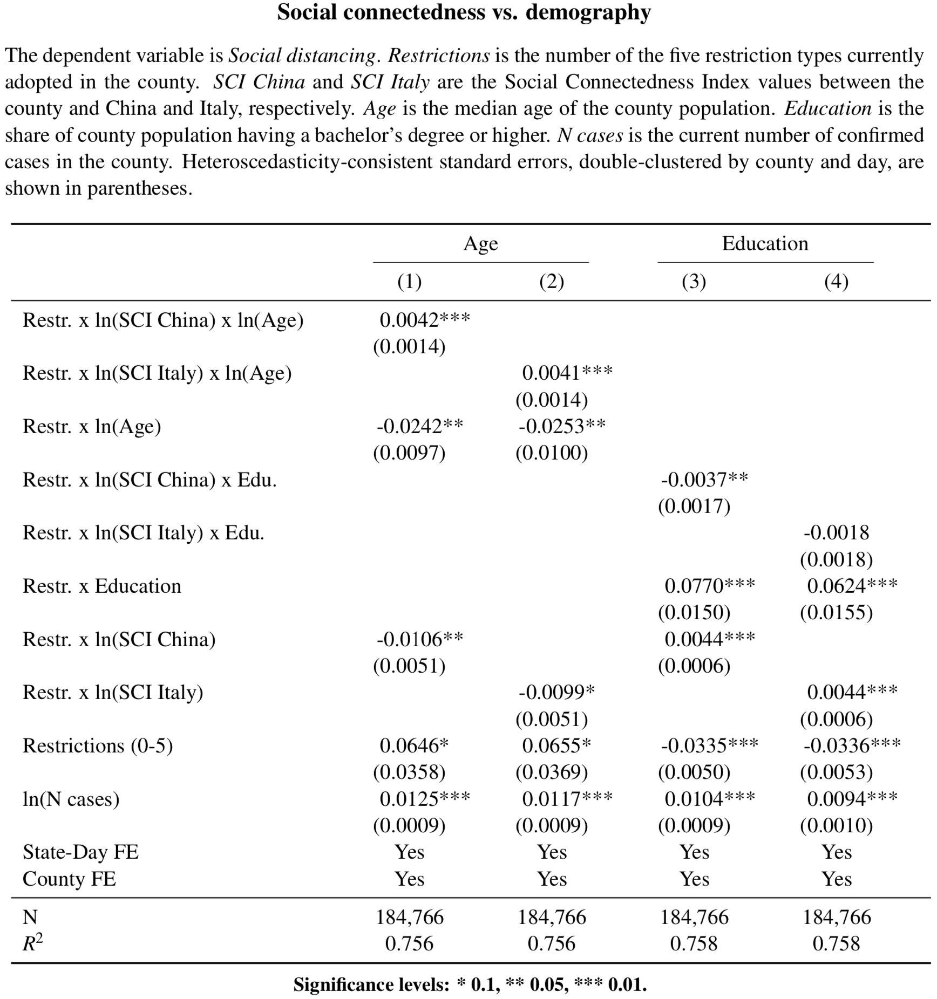 Social connectedness vs. demography
The dependent variable is Social distancing. Restrictions is the number of the five restriction types currently
adopted in the county. SCI China and SCI Italy are the Social Connectedness Index values between the
county and China and Italy, respectively. Age is the median age of the county population. Education is the
share of county population having a bachelor's degree or higher. N cases is the current number of confirmed
cases in the county. Heteroscedasticity-consistent standard errors, double-clustered by county and day, are
shown in parentheses.
Age Education
(1) (2) (3) (4)
Restr. x ln(SCI China) x ln(Age) 0.0042***
(0.0014)
Restr. x ln(SCI Italy) x ln(Age) 0.0041***
(0.0014)
Restr. x ln(Age) -0.0242** -0.0253**
(0.0097) (0.0100)
Restr. x ln(SCI China) x Edu. -0.0037**
(0.0017)
Restr. x ln(SCI Italy) x Edu. -0.0018
(0.0018)
Restr. x Education 0.0770*** 0.0624***
(0.0150) (0.0155)
Restr. x ln(SCI China) -0.0106** 0.0044***
(0.0051) (0.0006)
Restr. x ln(SCI Italy) -0.0099* 0.0044***
(0.0051) (0.0006)
Restrictions (0-5) 0.0646* 0.0655* -0.0335*** -0.0336***
(0.0358) (0.0369) (0.0050) (0.0053)
ln(N cases) 0.0125*** 0.0117*** 0.0104*** 0.0094***
(0.0009) (0.0009) (0.0009) (0.0010)
State-Day FE Yes Yes Yes Yes
County FE Yes Yes Yes Yes
N 184,766 184,766 184,766 184,766
R² 0.756 0.756 0.758 0.758
Significance levels: * 0.1, ** 0.05, *** 0.01.